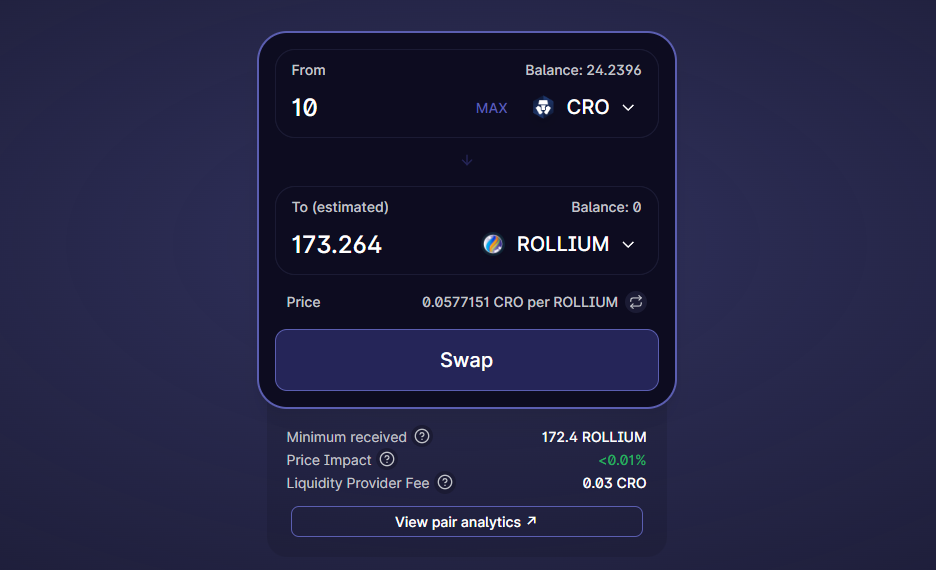 From Balance: 24.2396
10 MAX CRO
To (estimated) Balance: 0
173.264 ROLLIUM
Price 0.0577151 CRO per ROLLIUM
Swap
Minimum received ? 172.4 ROLLIUM
Price Impact ? <0.01%
Liquidity Provider Fee ? 0.03 CRO
View pair analytics ↗